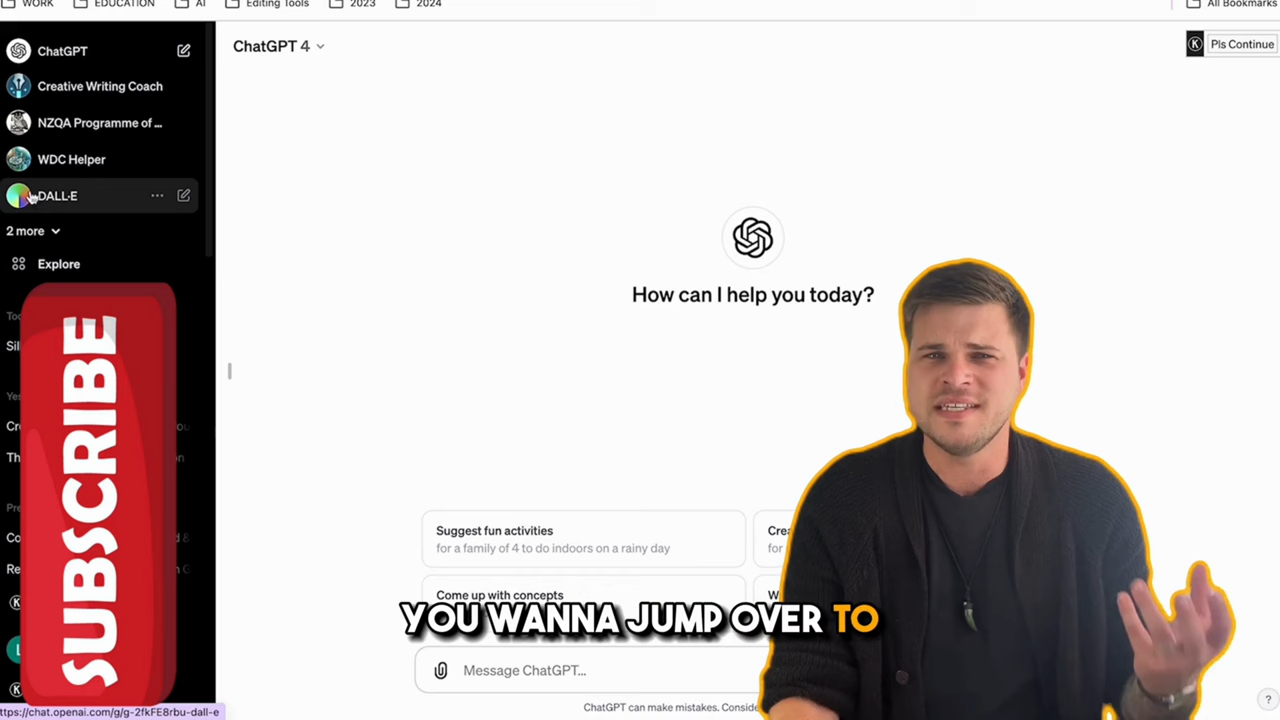 WORK EDUCATION AI Editing Tools 2023 2024 All Bookmarks
ChatGPT
ChatGPT 4
Pls Continue
Creative Writing Coach
NZQA Programme of ...
WDC Helper
DALL·E
2 more
Explore
How can I help you today?
SUBSCRIBE
Suggest fun activities
for a family of 4 to do indoors on a rainy day
Come up with concepts
YOU WANNA JUMP OVER TO
Message ChatGPT...
ChatGPT can make mistakes.
ttps://chat.openai.com/g/g-2fkFE8rbu-dall-e
?